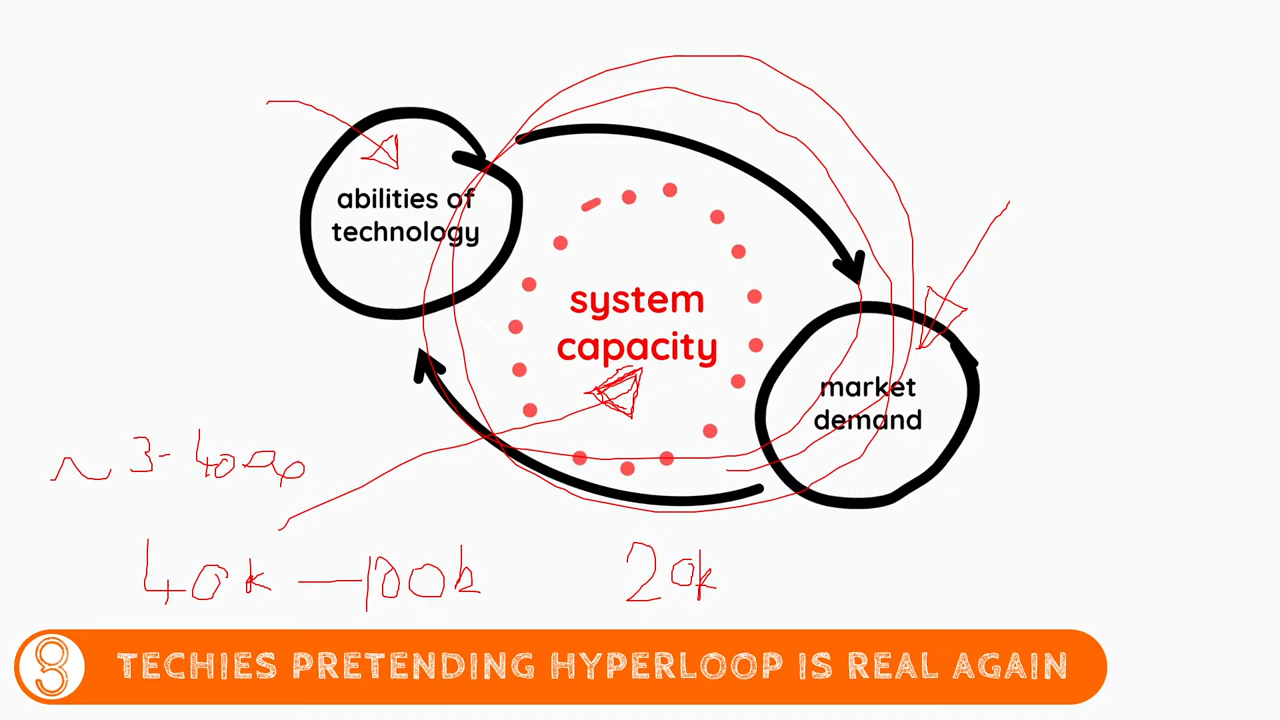 abilities of
technology
system
capacity
market
demand
~ 3-4000
40k — 100k
20k
TECHIES PRETENDING HYPERLOOP IS REAL AGAIN